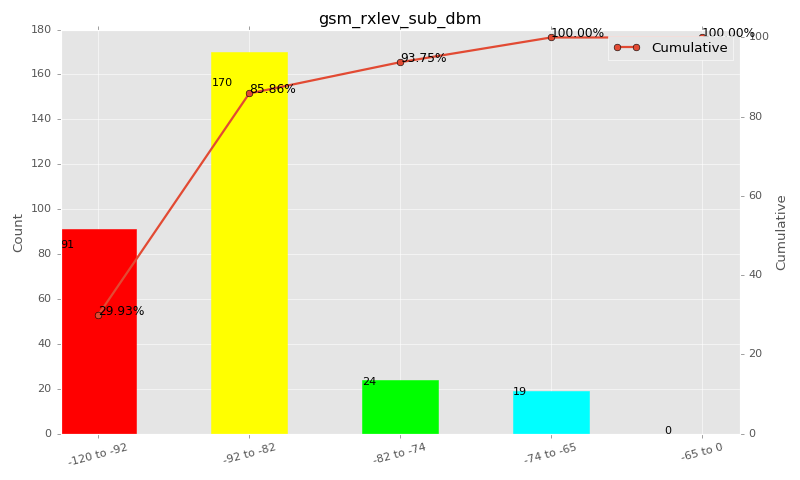 gsm_rxlev_sub_dbm
180
160
140
120
100
80
60
40
20
0
Count
100
80
60
40
20
0
Cumulative
Cumulative
91
170
24
19
0
29.93%
85.86%
93.75%
100.00%
100.00%
-120 to -92
-92 to -82
-82 to -74
-74 to -65
-65 to 0